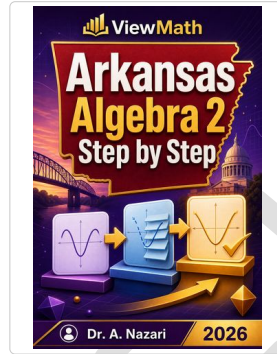 ViewMath
Arkansas
Algebra 2
Step by Step
Dr. A. Nazari
2026